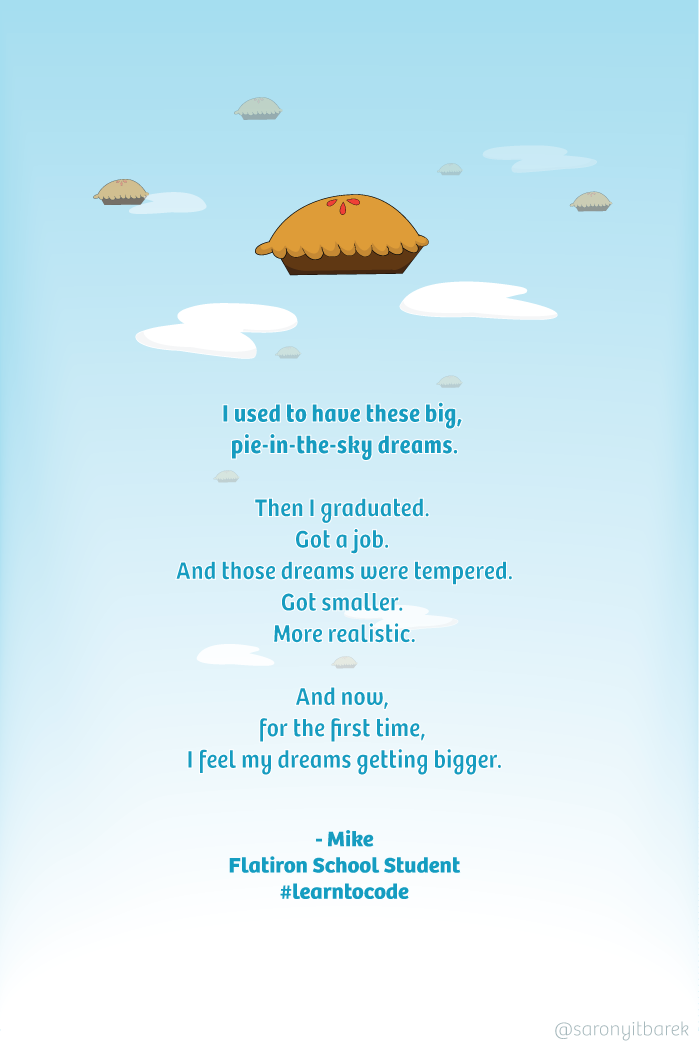 I used to have these big,
pie-in-the-sky dreams.
Then I graduated.
Got a job.
And those dreams were tempered.
Got smaller.
More realistic.
And now,
for the first time,
I feel my dreams getting bigger.
- Mike
Flatiron School Student
#learntocode
@saronyitbarek